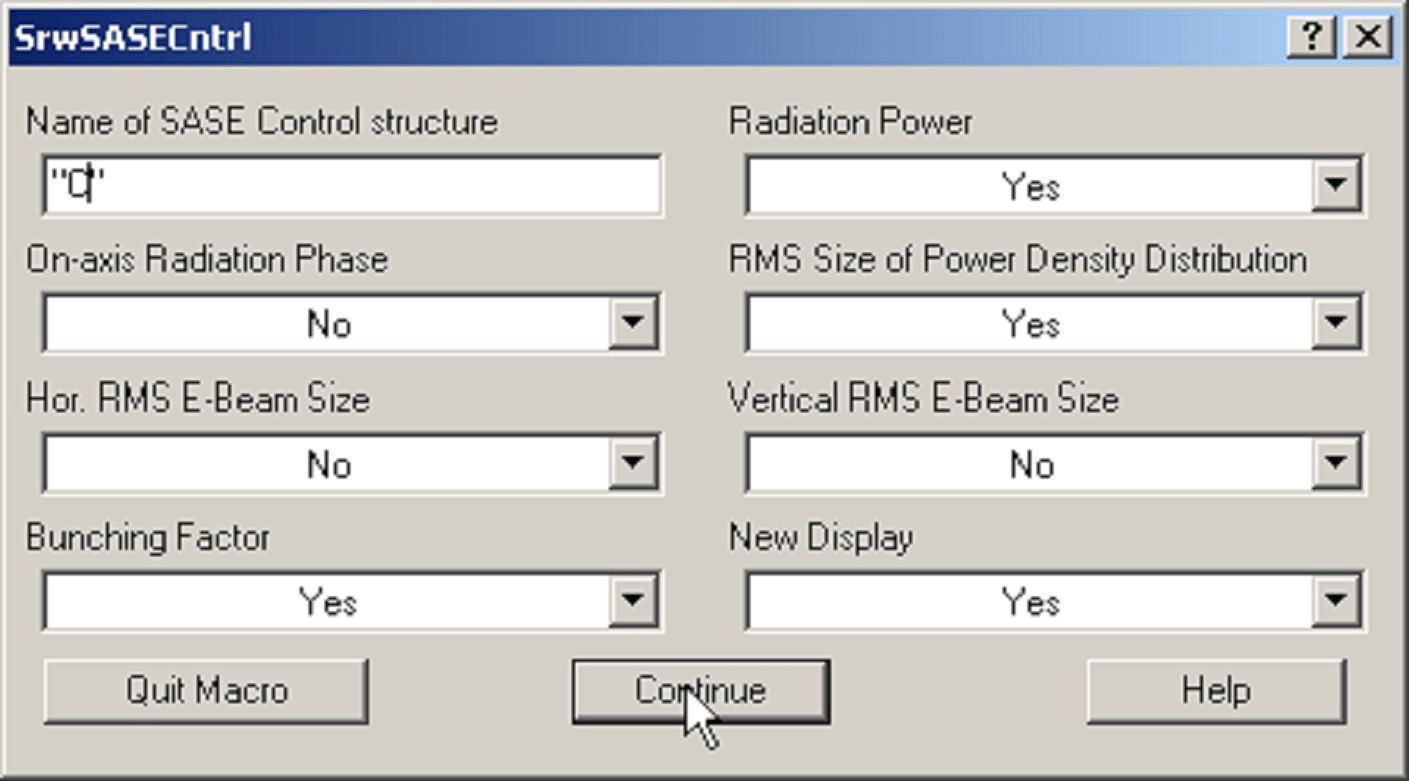 SrwSASECntrl
Name of SASE Control structure
Radiation Power
"C"
Yes
On-axis Radiation Phase
RMS Size of Power Density Distribution
No
Yes
Hor. RMS E-Beam Size
Vertical RMS E-Beam Size
No
No
Bunching Factor
New Display
Yes
Yes
Quit Macro
Continue
Help